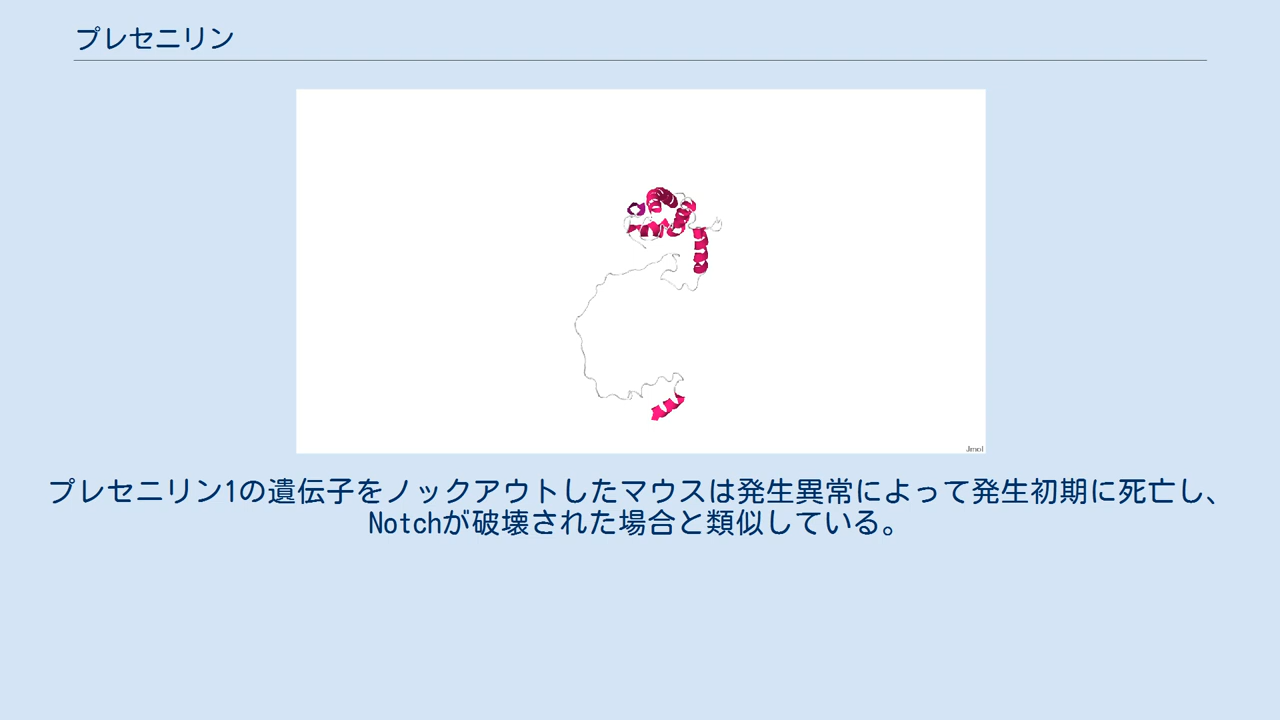 プレセニリン
Jmol
プレセニリン1の遺伝子をノックアウトしたマウスは発生異常によって発生初期に死亡し、
Notchが破壊された場合と類似している。